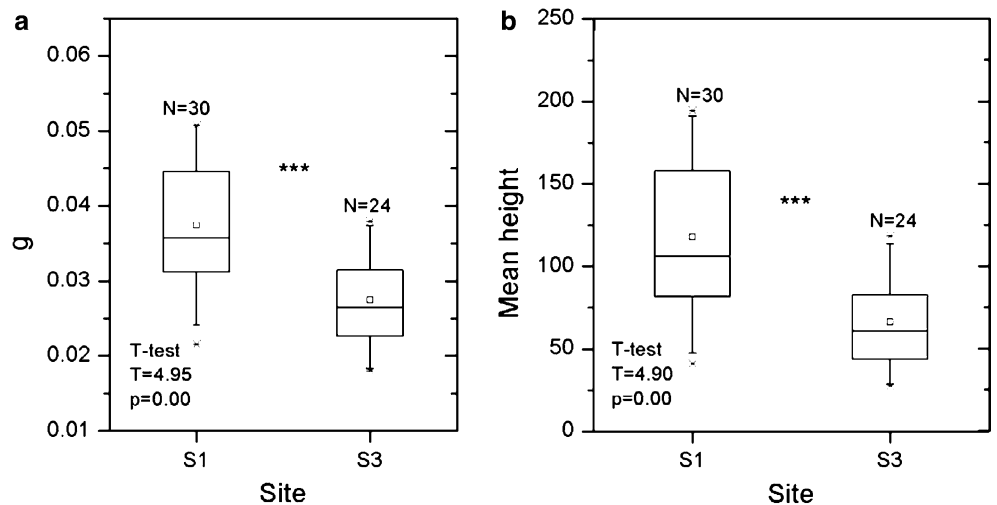 a
0.06
0.05
0.04
0.03
0.02
0.01
g
N=30
***
N=24
T-test
T=4.95
p=0.00
S1
S3
Site
b
250
200
150
100
50
0
Mean height
N=30
***
N=24
T-test
T=4.90
p=0.00
S1
S3
Site